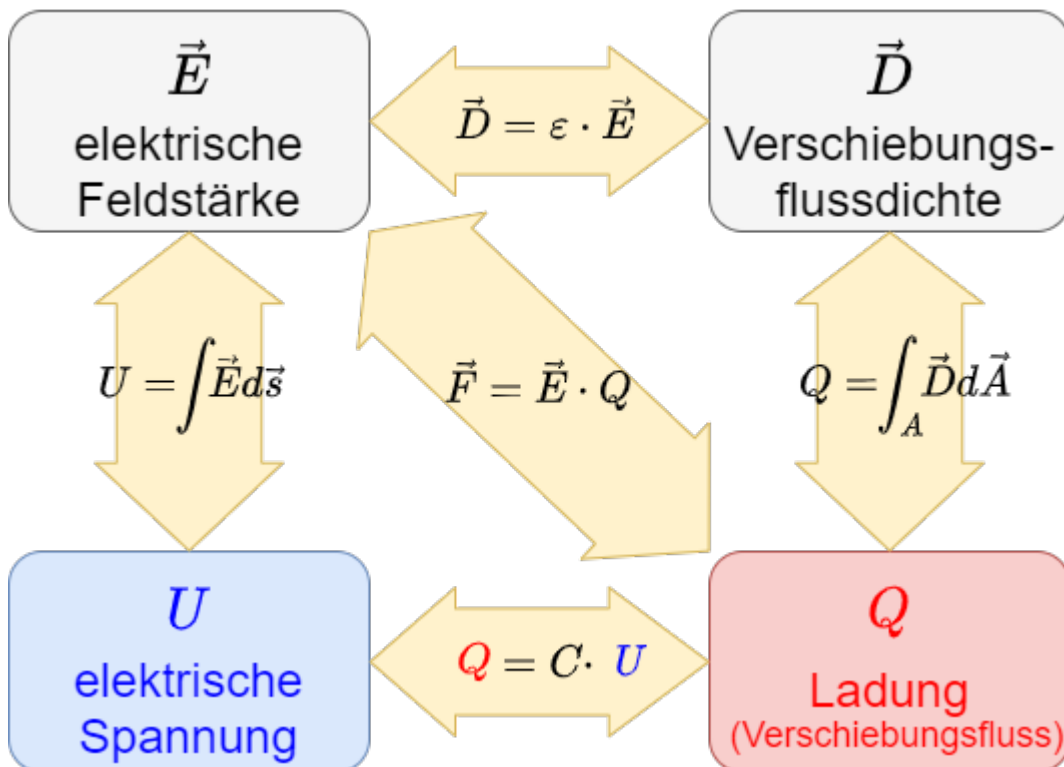 E⃗
elektrische
Feldstärke
D⃗ = ε · E⃗
D⃗
Verschiebungs-
flussdichte
U = ∫ E⃗ds⃗
F⃗ = E⃗ · Q
Q = ∫_A D⃗dA⃗
U
elektrische
Spannung
Q = C · U
Q
Ladung
(Verschiebungsfluss)